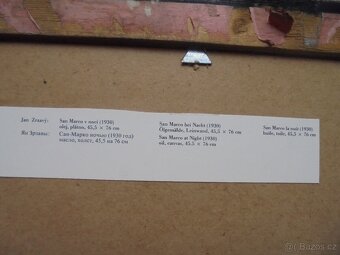 Jan Zrzavý: San Marco v noci (1930)
olej, plátno, 45,5 × 76 cm
Ян Зрзавы: Сан-Марко ночью (1930 год)
масло, холст, 45,5 на 76 см
San Marco bei Nacht (1930)
Ölgemälde, Leinwand, 45,5 × 76 cm
San Marco at Night (1930)
oil, canvas, 45,5 × 76 cm
San Marco la nuit (1930)
huile, toile, 45,5 × 76 cm
Bazoš.cz